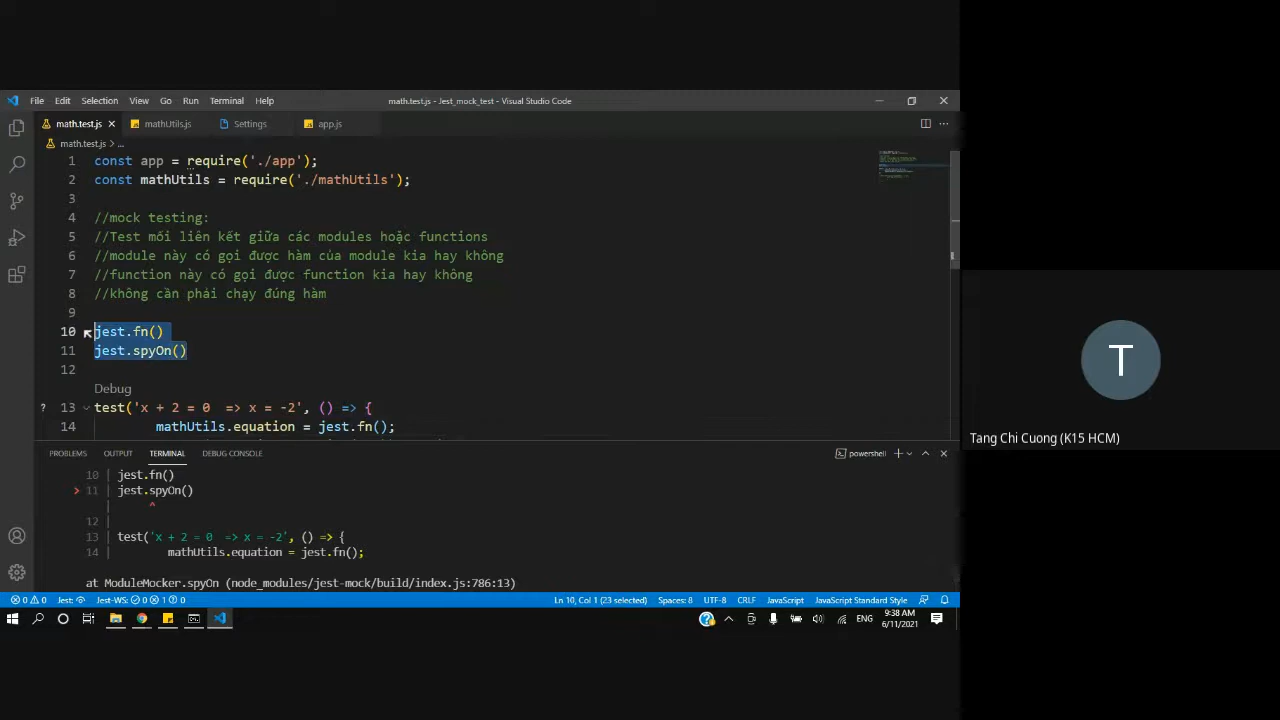 File Edit Selection View Go Run Terminal Help
math.test.js - Jest_mock_test - Visual Studio Code
math.test.js mathUtils.js Settings app.js
math.test.js > ...
1 const app = require('./app');
2 const mathUtils = require('./mathUtils');
3
4 //mock testing:
5 //Test mối liên kết giữa các modules hoặc functions
6 //module này có gọi được hàm của module kia hay không
7 //function này có gọi được function kia hay không
8 //không cần phải chạy đúng hàm
9
10 jest.fn()
11 jest.spyOn()
12
Debug
13 test('x + 2 = 0  => x = -2', () => {
14 mathUtils.equation = jest.fn();
PROBLEMS OUTPUT TERMINAL DEBUG CONSOLE
powershell
10 | jest.fn()
> 11 | jest.spyOn()
| ^
12 |
13 | test('x + 2 = 0  => x = -2', () => {
14 | mathUtils.equation = jest.fn();
at ModuleMocker.spyOn (node_modules/jest-mock/build/index.js:786:13)
0 0 Jest: Jest-WS: 0 1 0
Ln 10, Col 1 (23 selected) Spaces: 8 UTF-8 CRLF JavaScript JavaScript Standard Style
ENG
9:38 AM
6/11/2021
T
Tang Chi Cuong (K15 HCM)